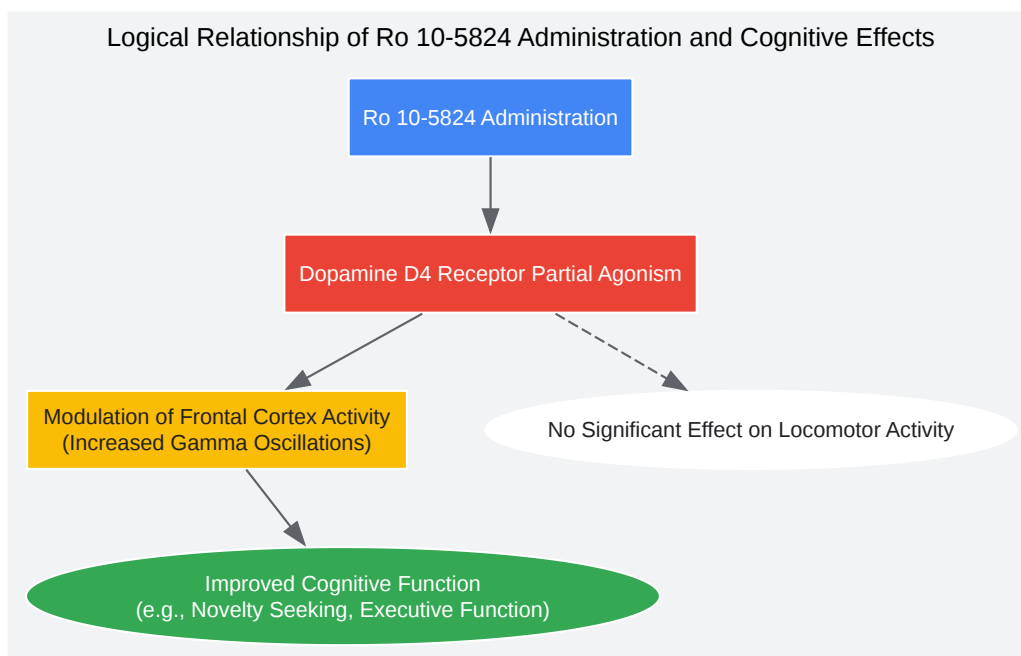 Logical Relationship of Ro 10-5824 Administration and Cognitive Effects
Ro 10-5824 Administration
Dopamine D4 Receptor Partial Agonism
Modulation of Frontal Cortex Activity
(Increased Gamma Oscillations)
No Significant Effect on Locomotor Activity
Improved Cognitive Function
(e.g., Novelty Seeking, Executive Function)